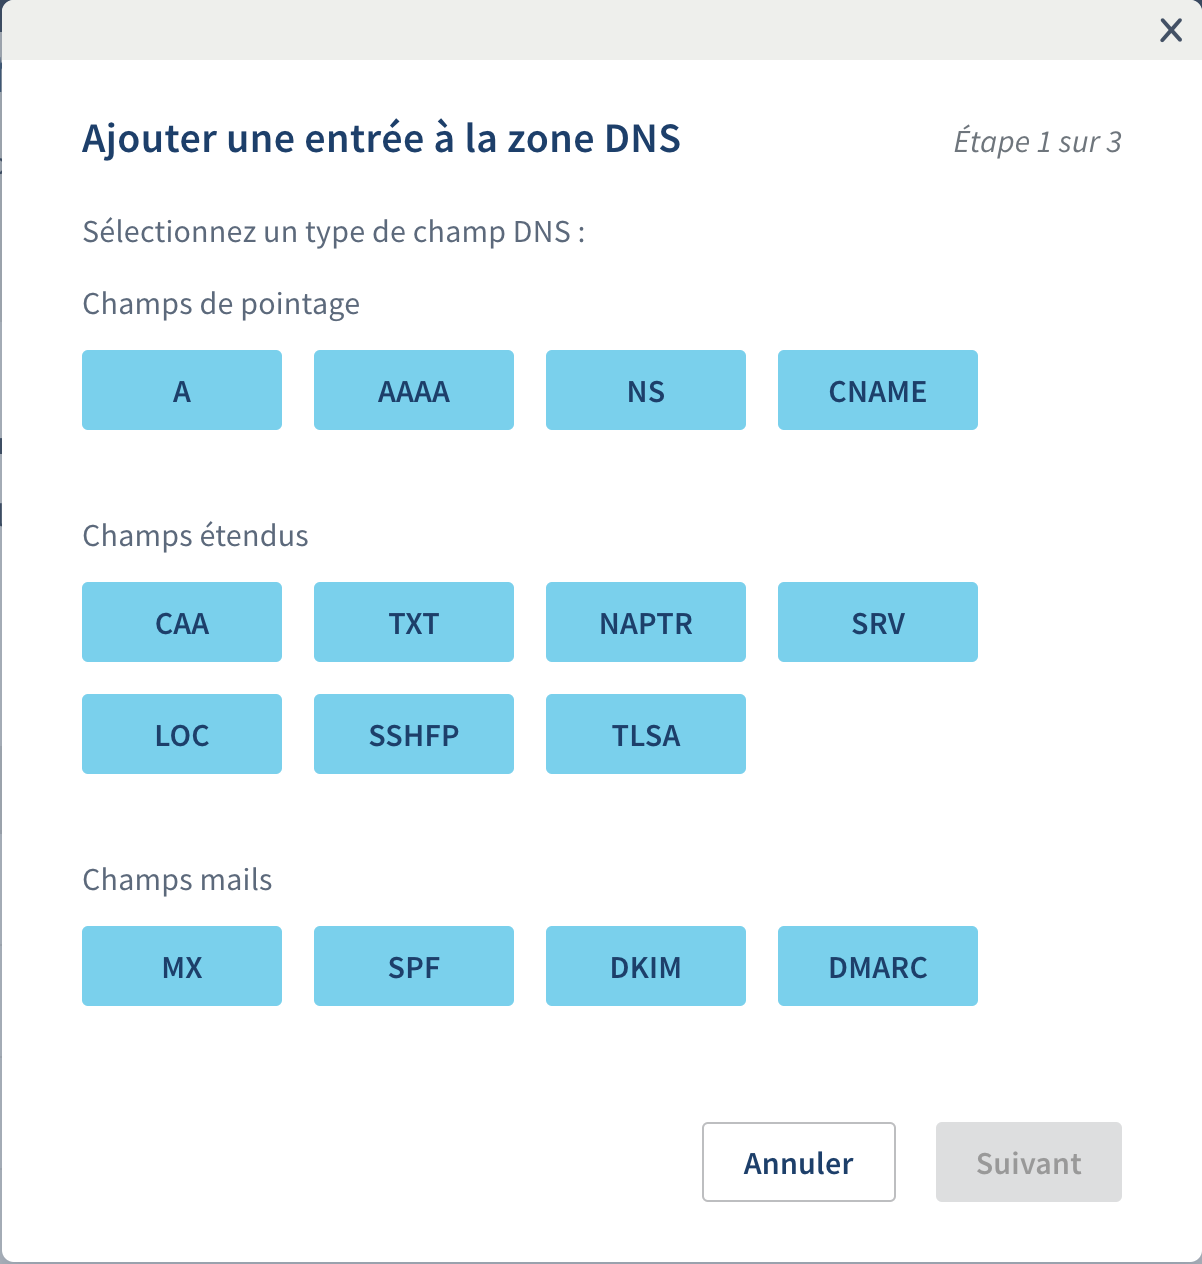 Ajouter une entrée à la zone DNS
Étape 1 sur 3
Sélectionnez un type de champ DNS :
Champs de pointage
A AAAA NS CNAME
Champs étendus
CAA TXT NAPTR SRV
LOC SSHFP TLSA
Champs mails
MX SPF DKIM DMARC
Annuler Suivant